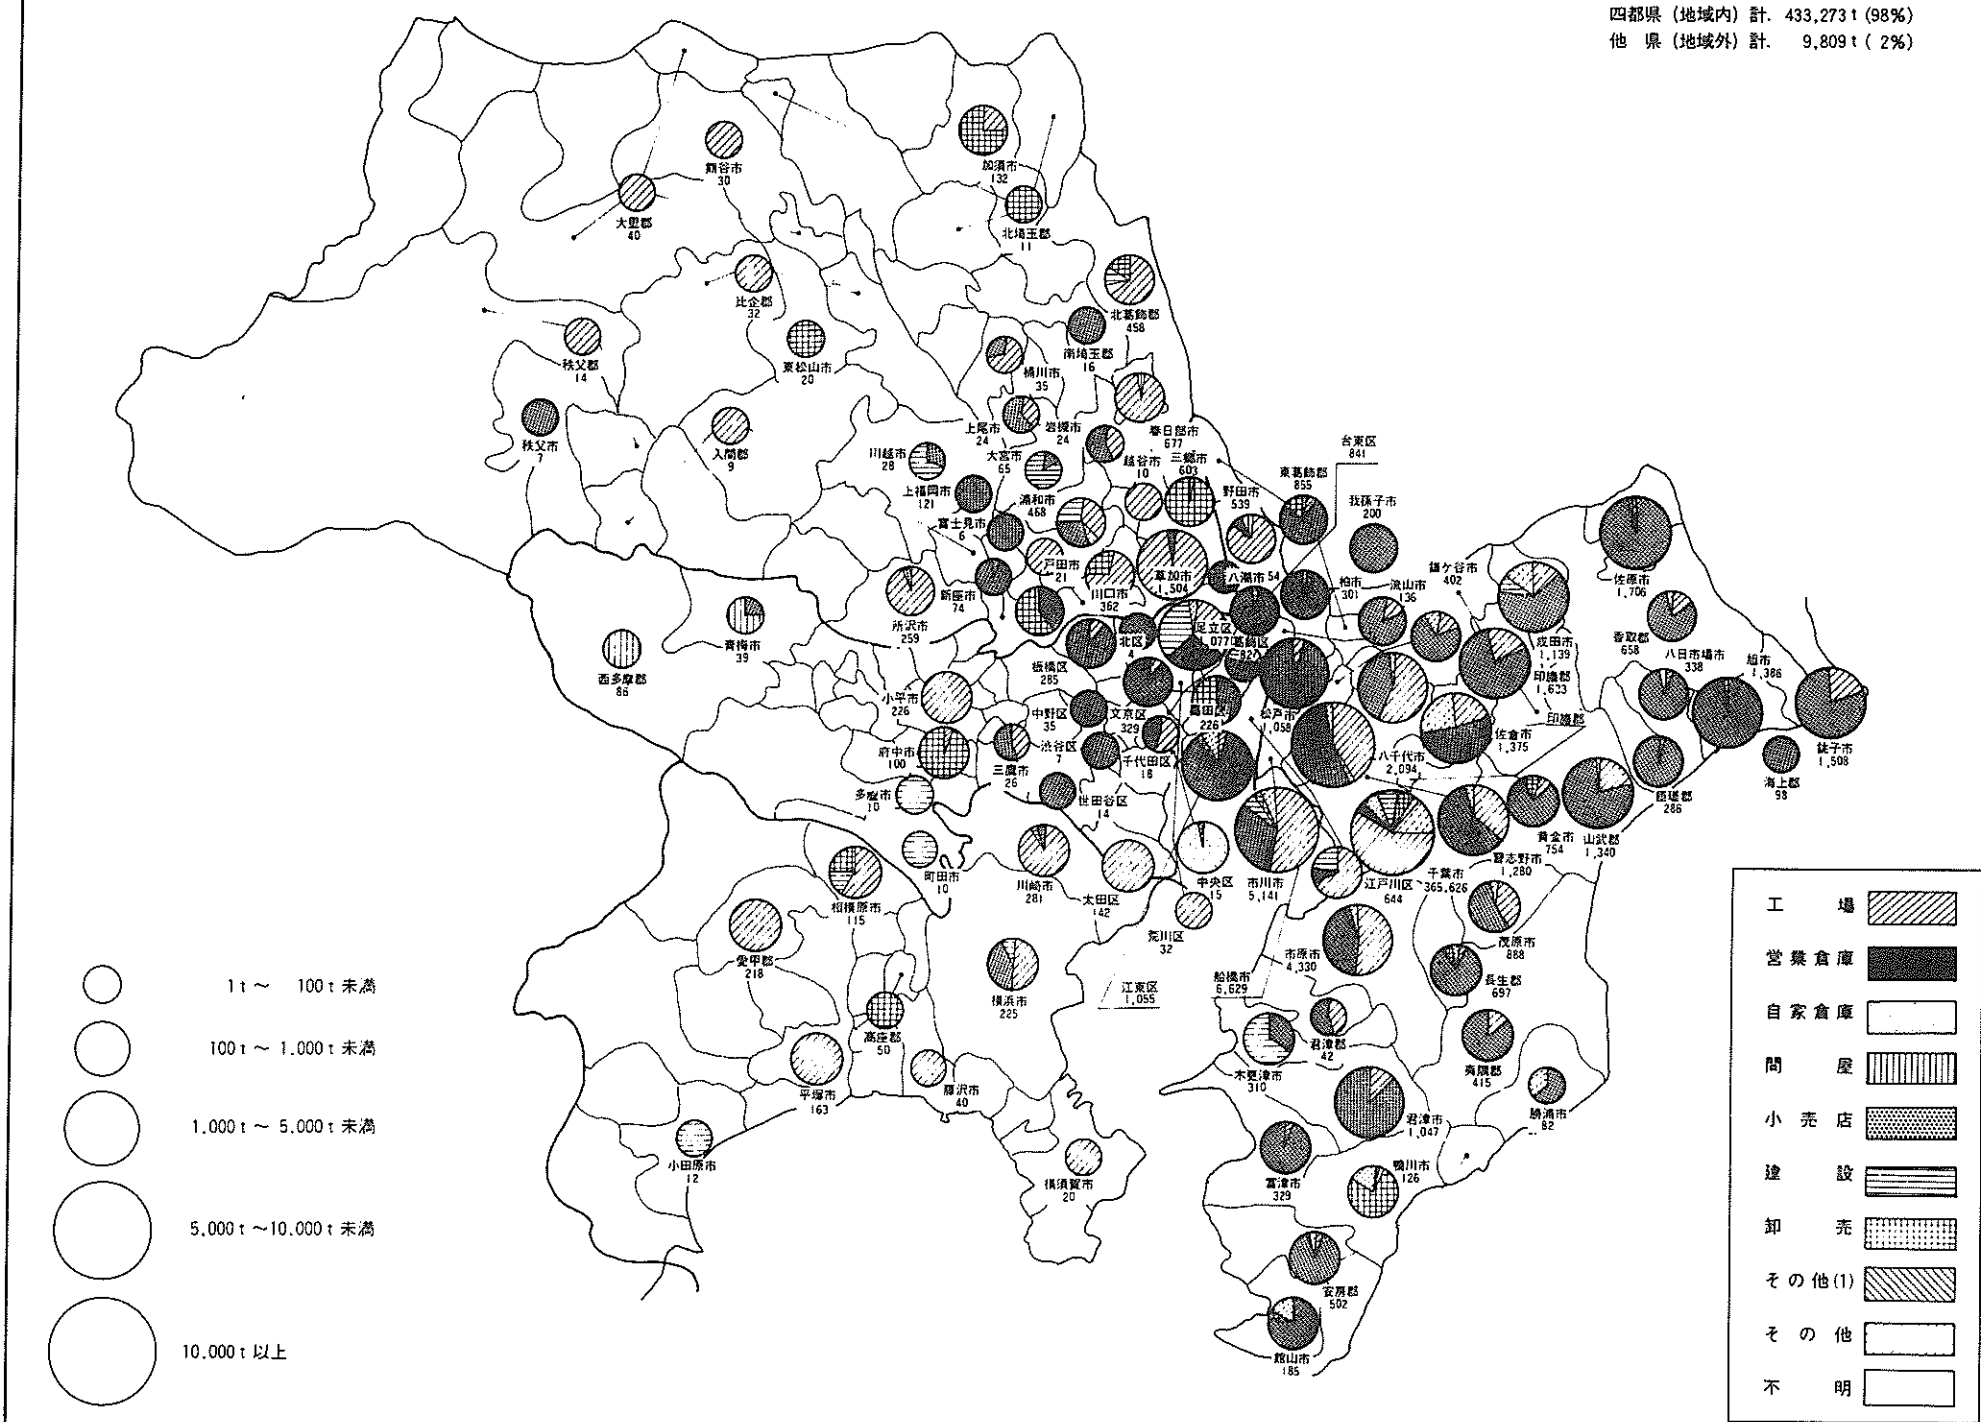 四都県 (地域内) 計. 433,273 t (98%)
他 県 (地域外) 計. 9,809 t ( 2%)
熊谷市
30
大里郡
40
加須市
132
北埼玉郡
11
比企郡
32
北葛飾郡
458
南埼玉郡
16
秩父郡
14
東松山市
20
桶川市
35
秩父市
7
入間郡
9
上尾市
24
岩槻市
24
春日部市
677
川越市
28
大宮市
65
越谷市
10
三郷市
603
台東区
841
東葛飾郡
855
上福岡市
121
浦和市
468
野田市
539
我孫子市
200
富士見市
6
戸田市
21
川口市
362
草加市
1,504
八潮市 54
柏市
301
流山市
136
鎌ケ谷市
402
佐原市
1,706
新座市
74
所沢市
259
青梅市
39
西多摩郡
86
北区
4
足立区
葛飾区
板橋区
285
成田市
1,139
香取郡
658
八日市場市
338
旭市
1,386
印旛郡
1,633
印旛郡
小平市
226
中野区
35
文京区
329
墨田区
226
松戸市
1,058
佐倉市
1,375
府中市
100
三鷹市
26
渋谷区
7
千代田区
18
八千代市
2,094
銚子市
1,508
海上郡
98
匝瑳郡
286
多摩市
10
世田谷区
14
山武郡
1,340
町田市
10
川崎市
281
太田区
142
中央区
15
市川市
5,141
江戸川区
644
千葉市
365,626
習志野市
1,280
754
相模原市
115
荒川区
32
愛甲郡
218
横浜市
225
江東区
1,055
船橋市
6,629
市原市
4,330
茂原市
888
長生郡
697
高座郡
50
君津郡
42
木更津市
310
夷隅郡
415
平塚市
163
藤沢市
40
君津市
1,047
勝浦市
82
小田原市
12
横須賀市
20
富津市
329
鴨川市
126
安房郡
502
館山市
185
1 t ～ 100 t 未満
100 t ～ 1.000 t 未満
1.000 t ～ 5.000 t 未満
5.000 t ～10.000 t 未満
10.000 t 以上
工 場
営業倉庫
自家倉庫
問 屋
小 売 店
建 設
卸 売
その他(1)
そ の 他
不 明